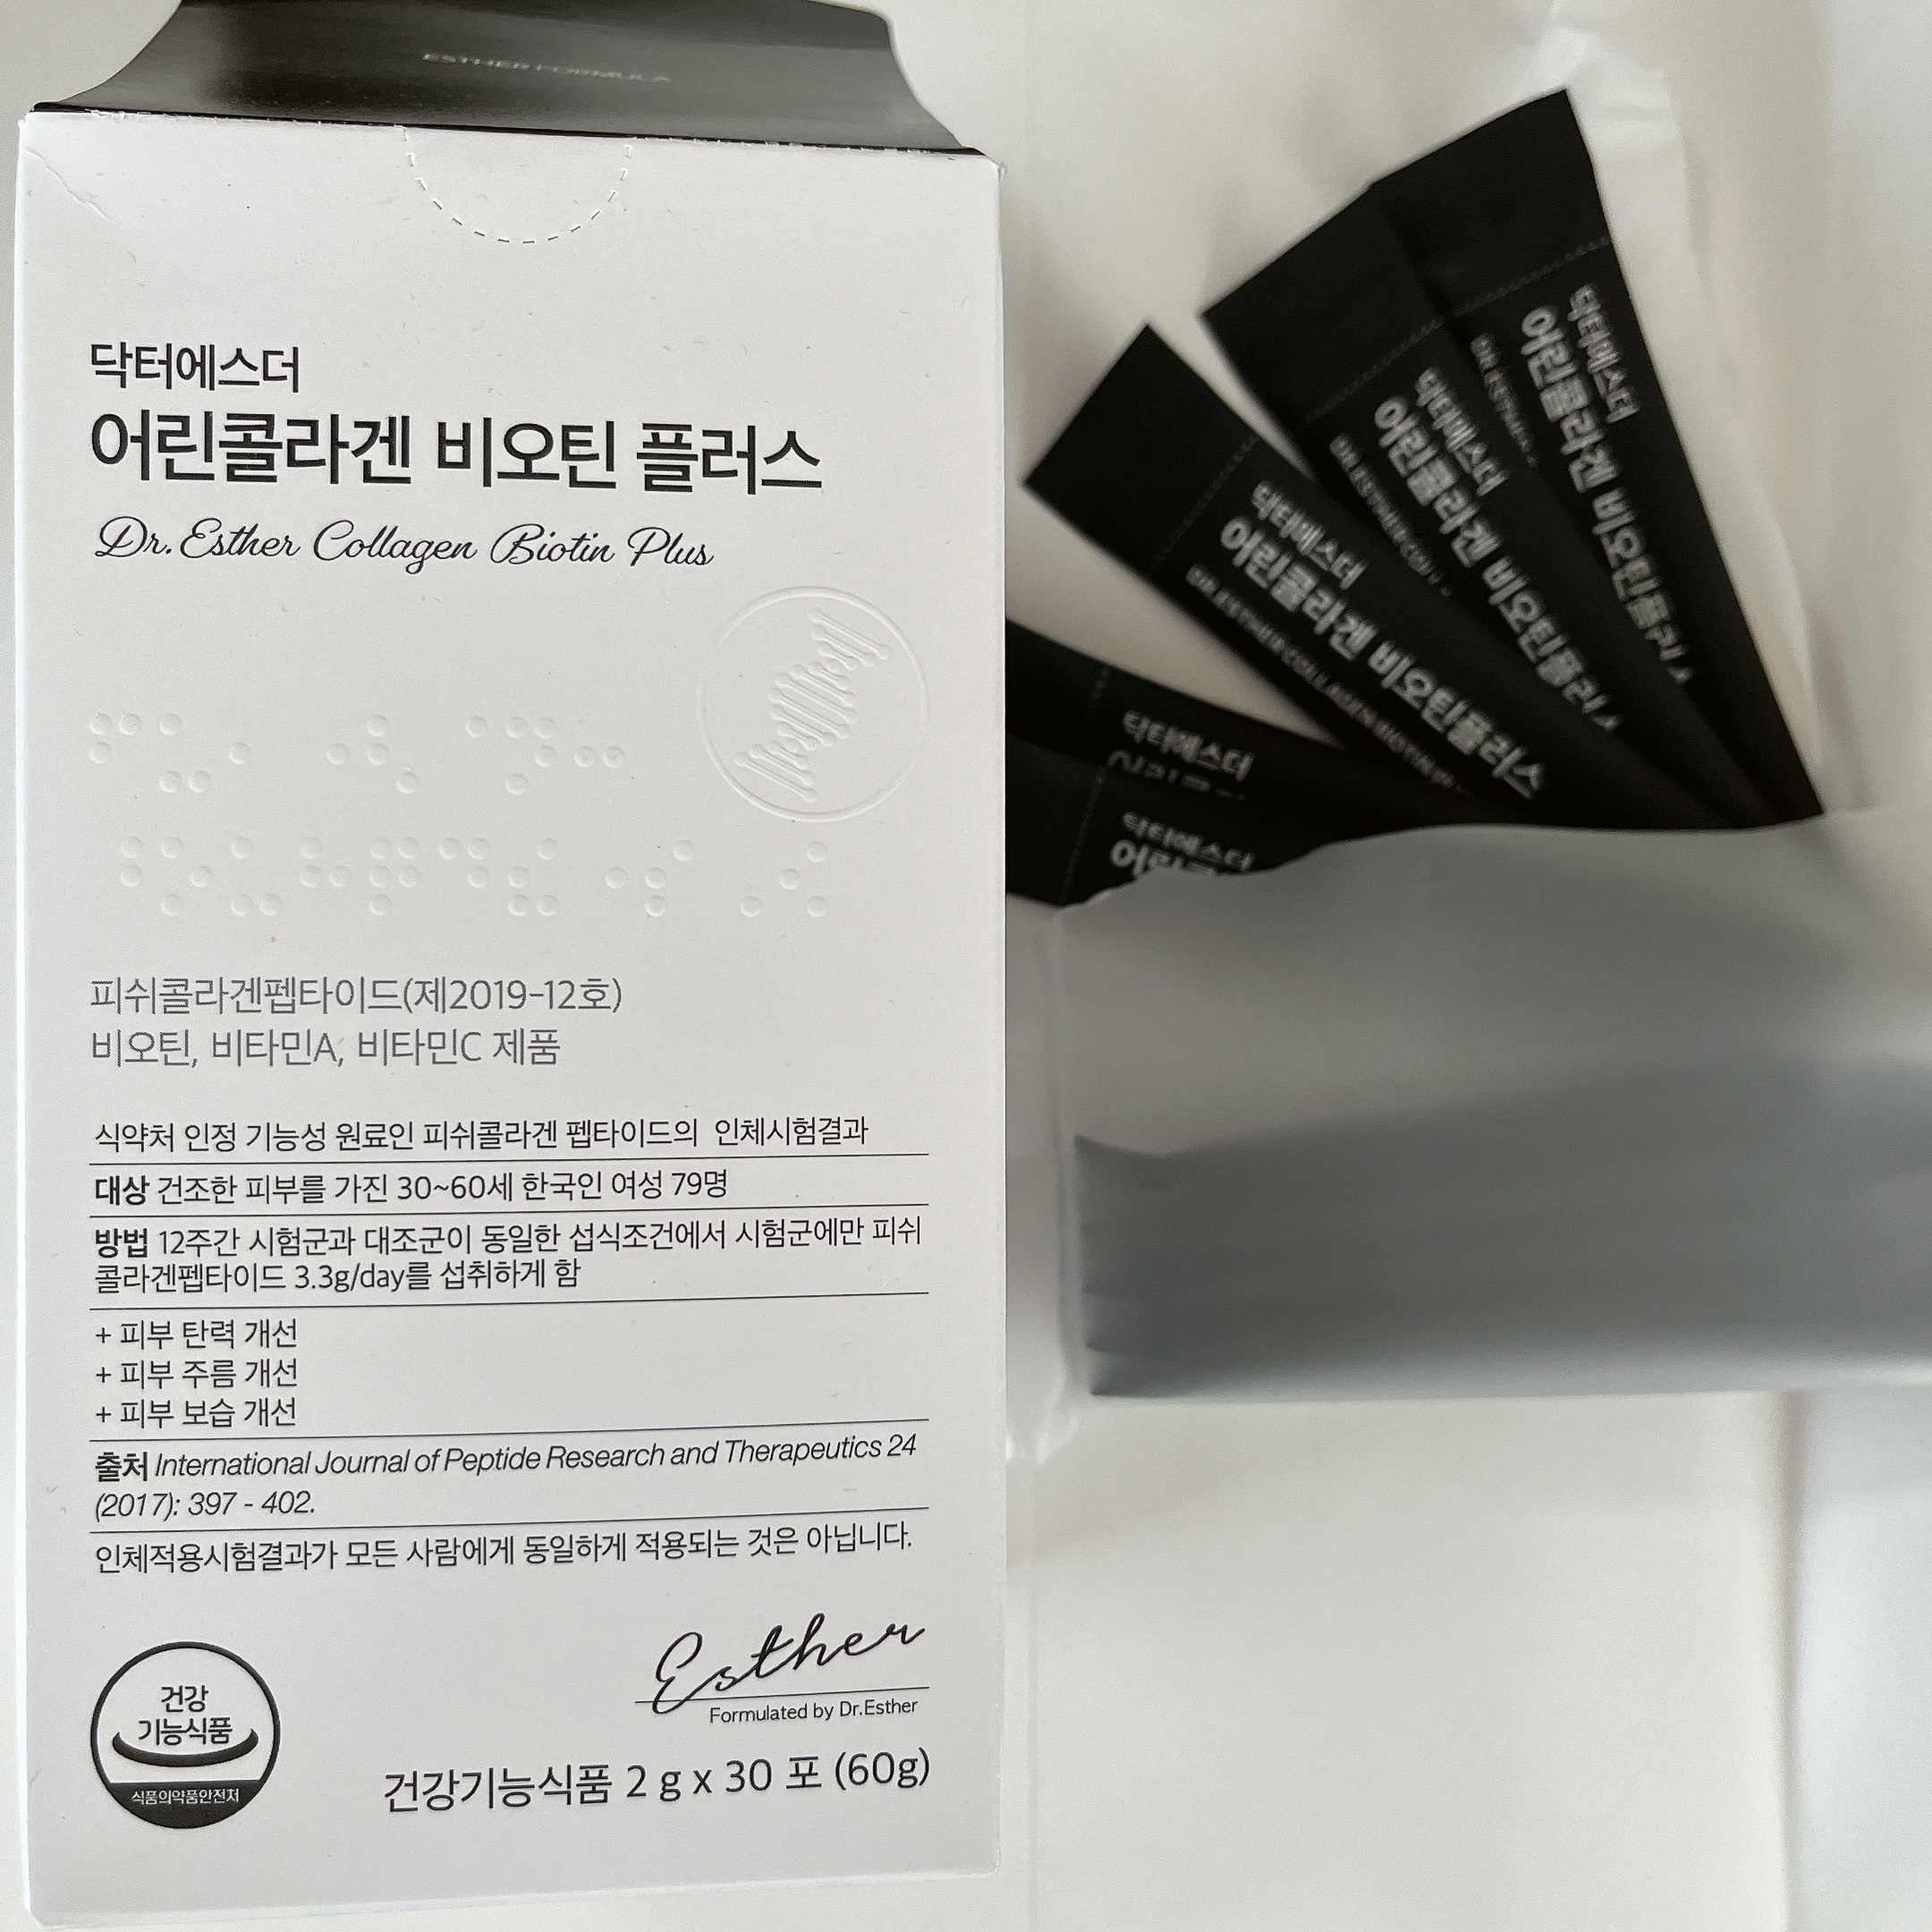 ESTHER FORMULA
닥터에스더
어린콜라겐 비오틴 플러스
Dr. Esther Collagen Biotin Plus
피쉬콜라겐펩타이드(제2019-12호)
비오틴, 비타민A, 비타민C 제품
식약처 인정 기능성 원료인 피쉬콜라겐 펩타이드의 인체시험결과
대상 건조한 피부를 가진 30~60세 한국인 여성 79명
방법 12주간 시험군과 대조군이 동일한 섭식조건에서 시험군에만 피쉬
콜라겐펩타이드 3.3g/day를 섭취하게 함
+ 피부 탄력 개선
+ 피부 주름 개선
+ 피부 보습 개선
출처 International Journal of Peptide Research and Therapeutics 24
(2017): 397 - 402.
인체적용시험결과가 모든 사람에게 동일하게 적용되는 것은 아닙니다.
Esther
Formulated by Dr.Esther
건강
기능식품
식품의약품안전처
건강기능식품 2 g x 30 포 (60g)
닥터에스더
어린콜라겐 비오틴플러스
DR.ESTHER
닥터에스더
어린콜라겐 비오틴플러스
DR.ESTHER
닥터에스더
어린콜라겐 비오틴플러스
DR.ESTHER COLLAGEN BIOTIN
닥터에스더
닥터에스더